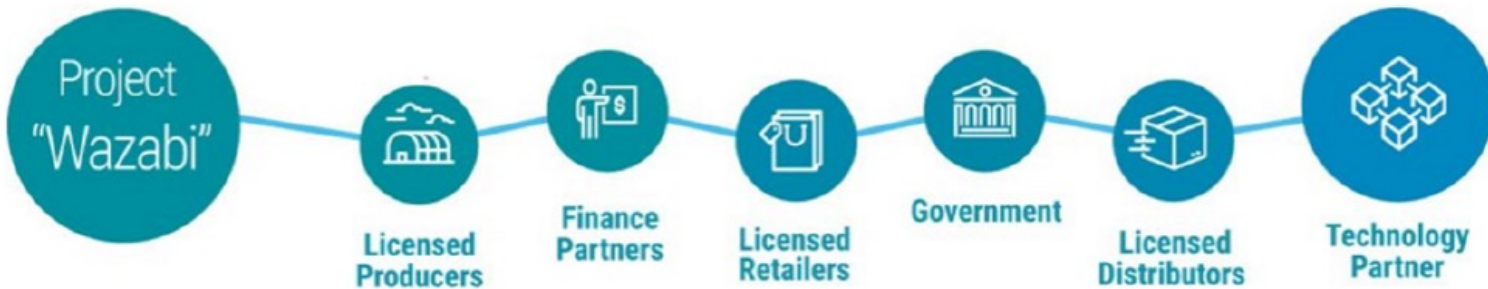 Project
“Wazabi”
Licensed
Producers
Finance
Partners
$
Licensed
Retailers
Government
Licensed
Distributors
Technology
Partner